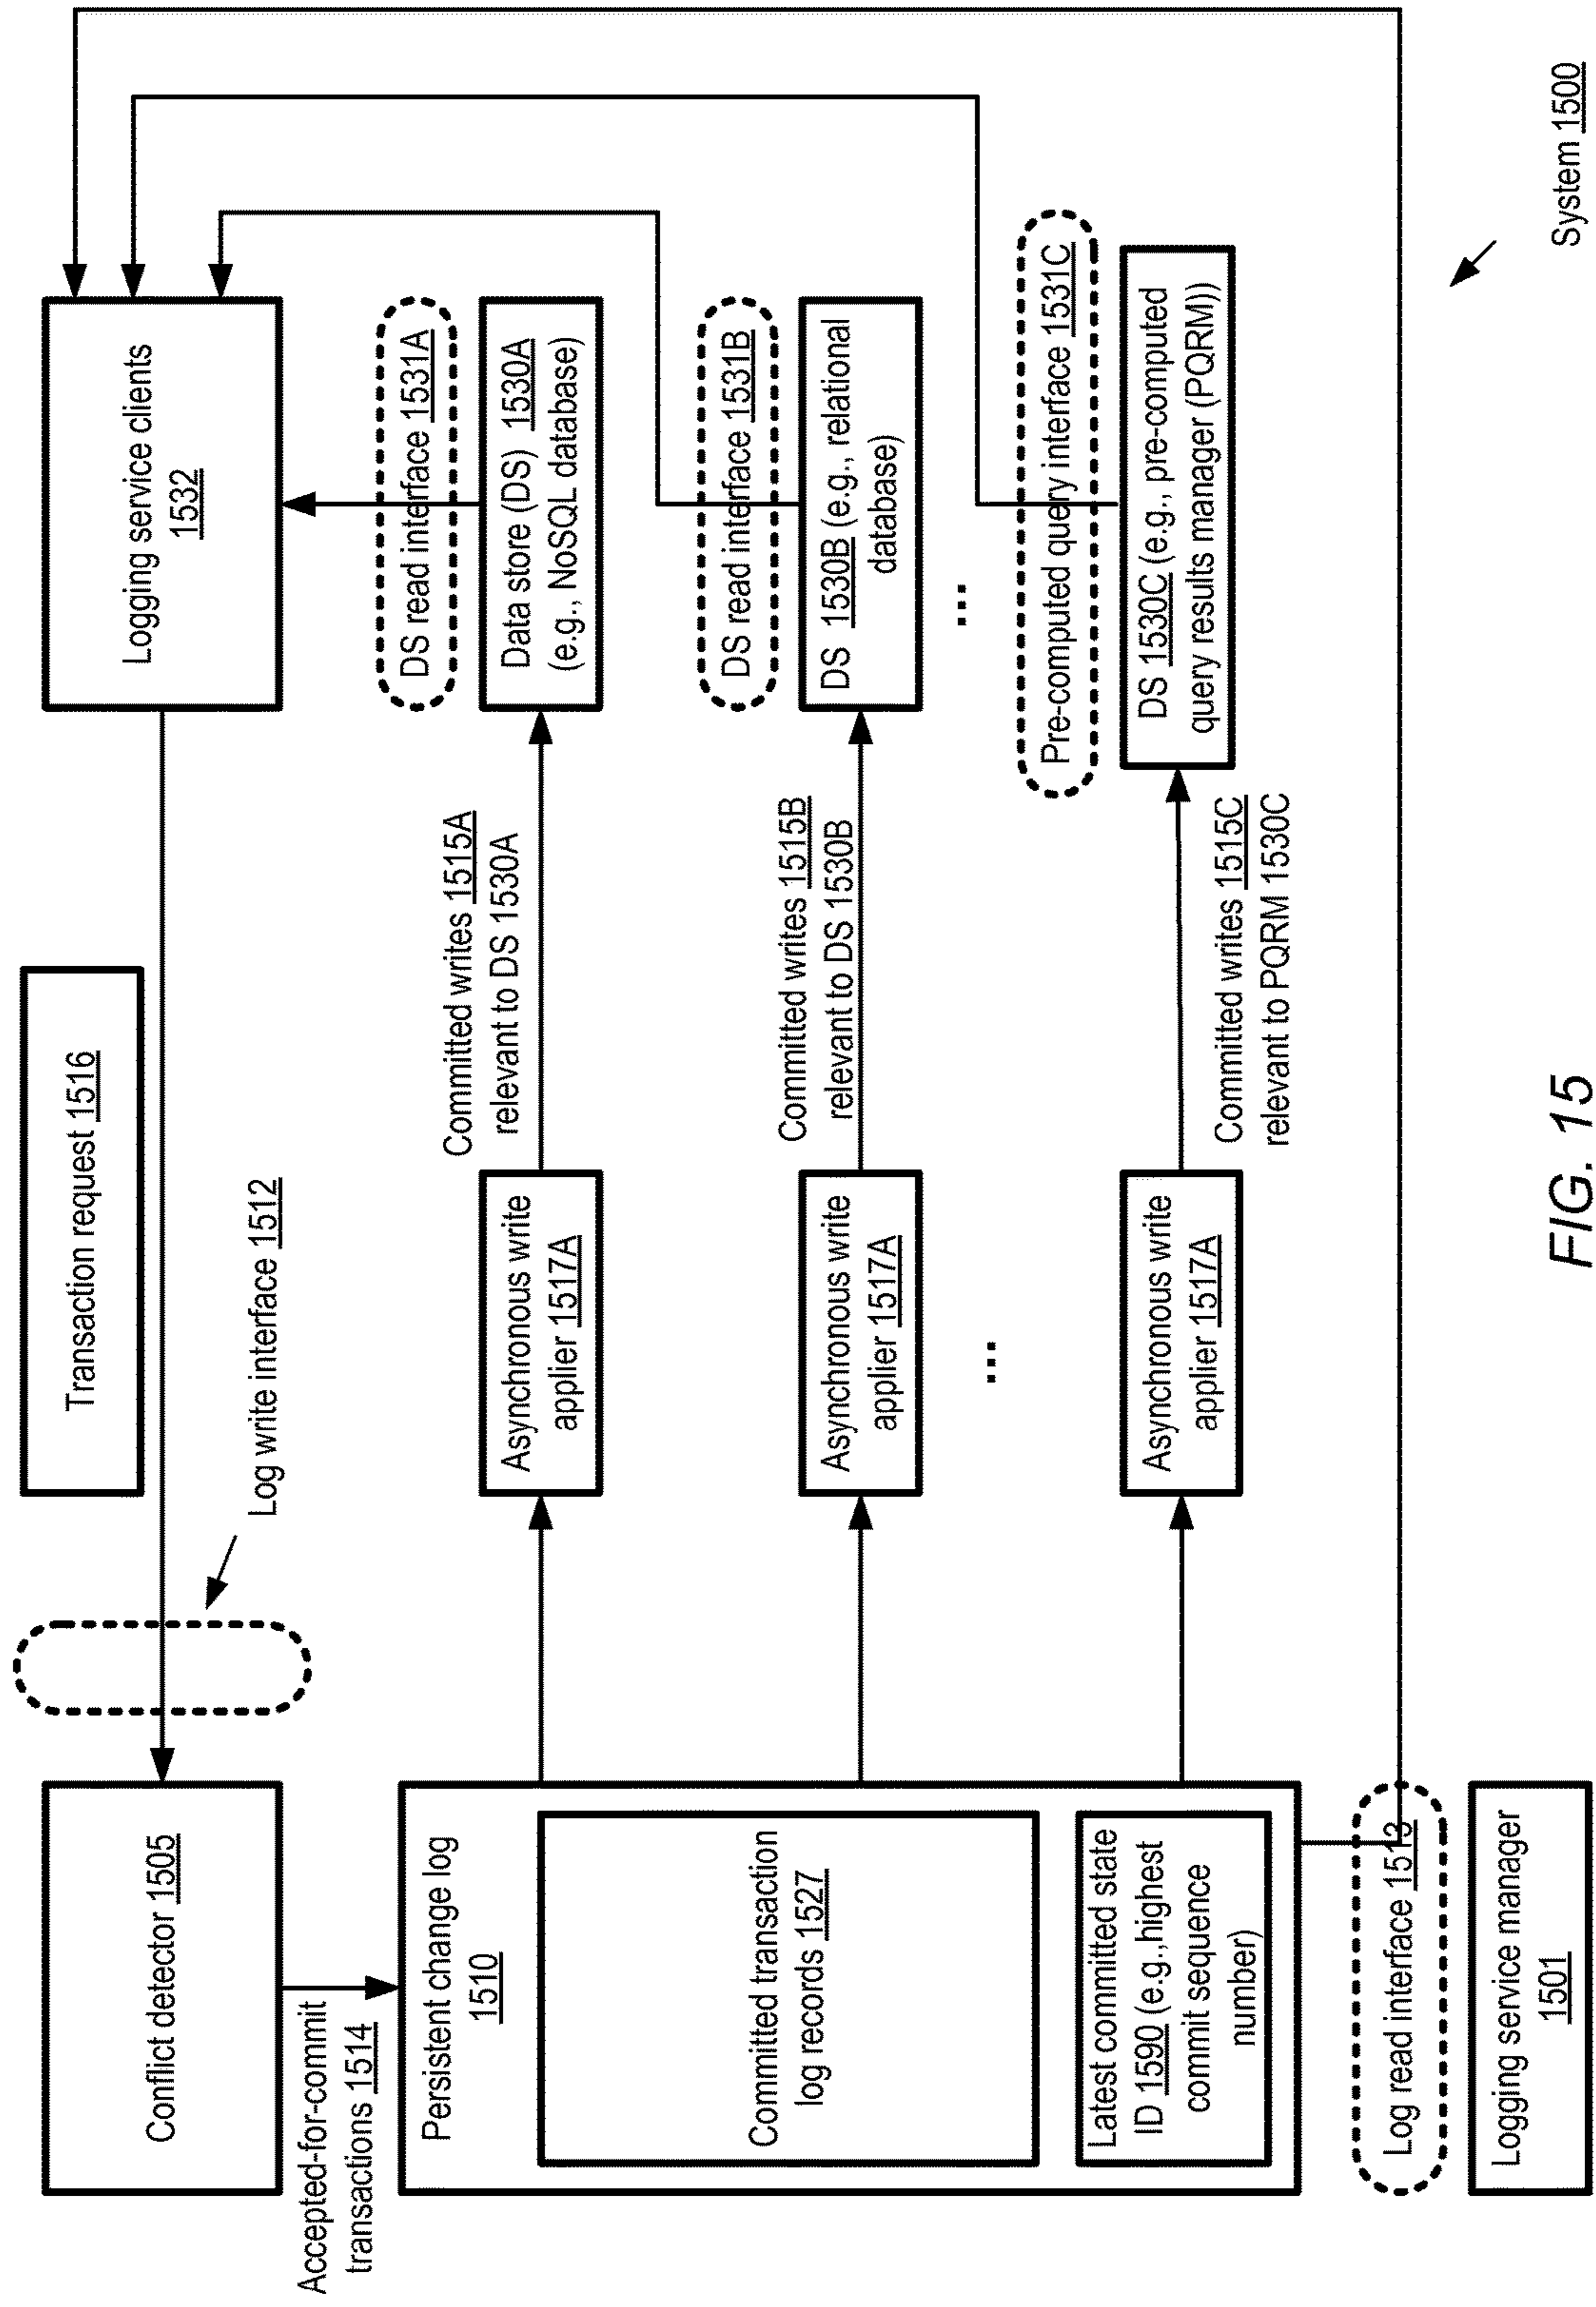 Conflict detector 1505
Log write interface 1512
Transaction request 1516
Logging service clients
1532
Accepted-for-commit
transactions 1514
Persistent change log
1510
Committed transaction
log records 1527
Latest committed state
ID 1590 (e.g.,highest
commit sequence
number)
Asynchronous write
applier 1517A
Committed writes 1515A
relevant to DS 1530A
DS read interface 1531A
Data store (DS) 1530A
(e.g., NoSQL database)
Asynchronous write
applier 1517A
Committed writes 1515B
relevant to DS 1530B
DS read interface 1531B
DS 1530B (e.g., relational
database)
...
...
Asynchronous write
applier 1517A
Committed writes 1515C
relevant to PQRM 1530C
Pre-computed query interface 1531C
DS 1530C (e.g., pre-computed
query results manager (PQRM))
Log read interface 1513
Logging service manager
1501
System 1500
FIG. 15